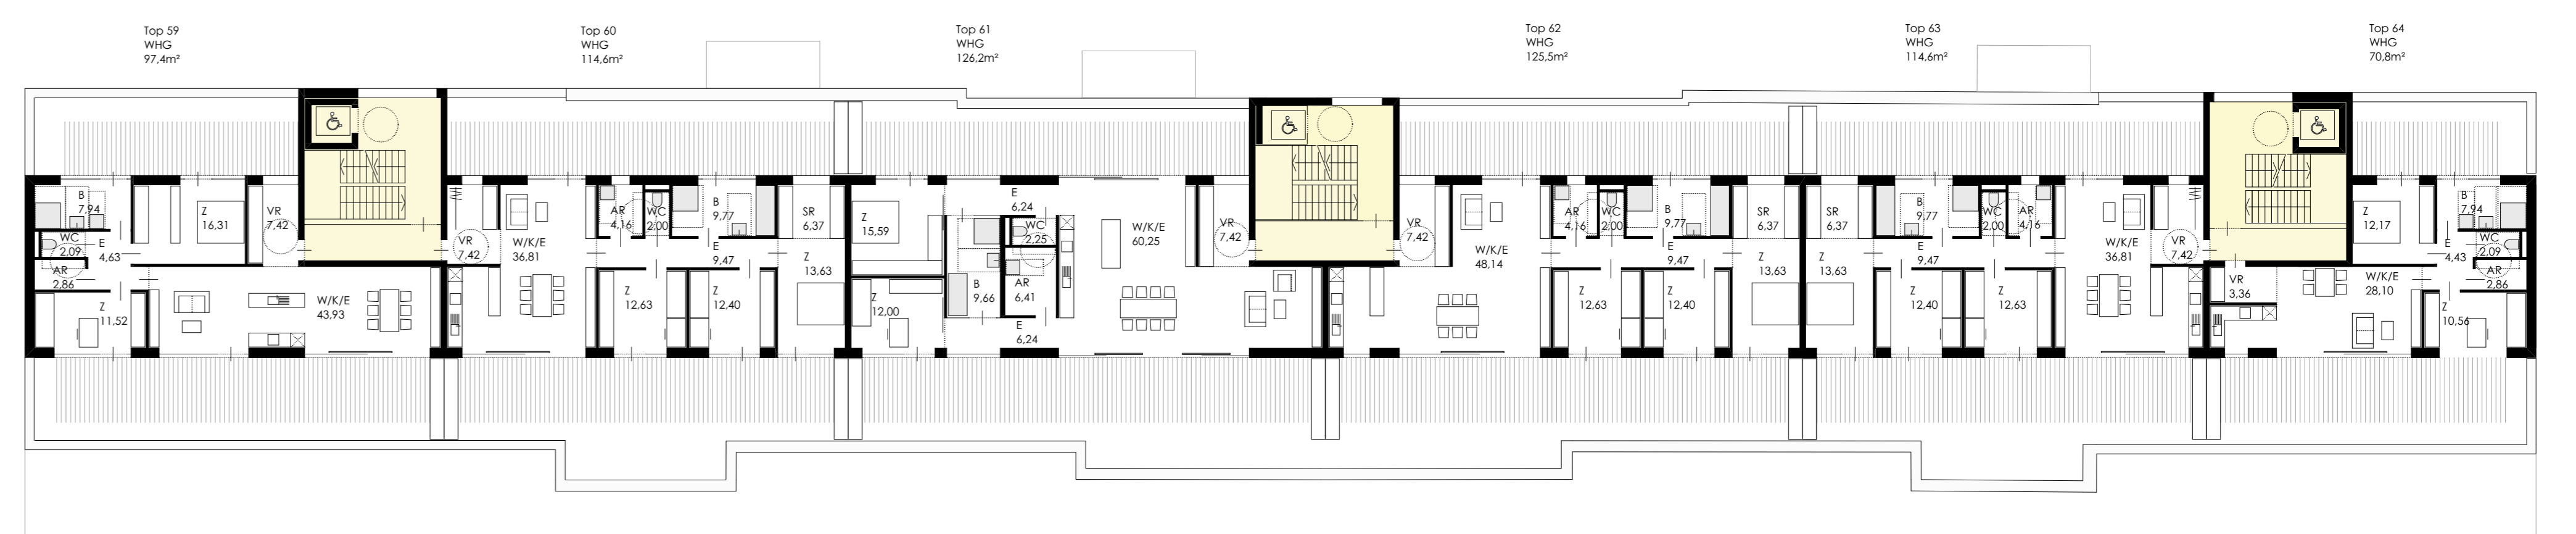 Top 59
WHG
97,4m²
Top 60
WHG
114,6m²
Top 61
WHG
126,2m²
Top 62
WHG
125,5m²
Top 63
WHG
114,6m²
Top 64
WHG
70,8m²
B
7,94
WC
2,09
E
4,63
AR
2,86
Z
11,52
Z
16,31
VR
7,42
W/K/E
43,93
VR
7,42
W/K/E
36,81
AR
4,16
WC
2,00
B
9,77
SR
6,37
E
9,47
Z
12,63
Z
12,40
Z
13,63
Z
15,59
Z
12,00
B
9,66
E
6,24
WC
2,25
AR
6,41
E
6,24
W/K/E
60,25
VR
7,42
VR
7,42
W/K/E
48,14
AR
4,16
WC
2,00
B
9,77
SR
6,37
E
9,47
Z
12,63
Z
12,40
Z
13,63
SR
6,37
Z
13,63
B
9,77
E
9,47
WC
2,00
AR
4,16
Z
12,40
Z
12,63
W/K/E
36,81
VR
7,42
VR
3,36
Z
12,17
W/K/E
28,10
B
7,94
E
4,43
WC
2,09
AR
2,86
Z
10,56